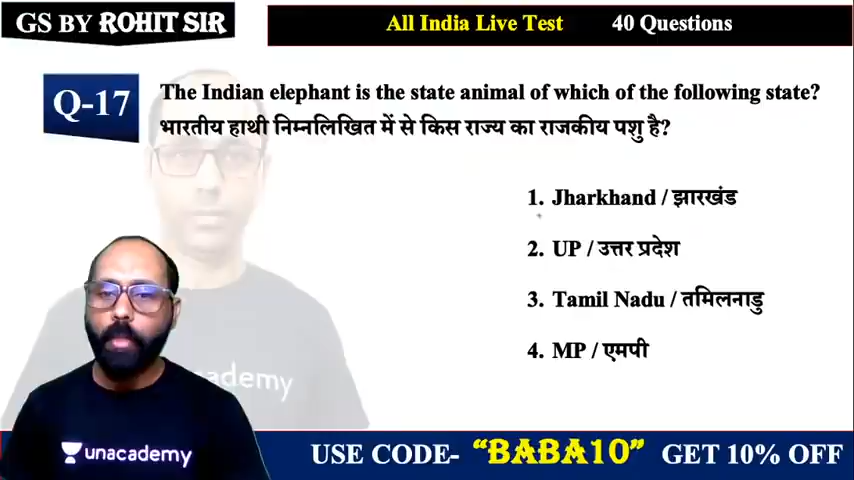 GS BY ROHIT SIR
All India Live Test 40 Questions
Q-17
The Indian elephant is the state animal of which of the following state?
भारतीय हाथी निम्नलिखित में से किस राज्य का राजकीय पशु है?
1. Jharkhand / झारखंड
2. UP / उत्तर प्रदेश
3. Tamil Nadu / तमिलनाडु
4. MP / एमपी
ademy
unacademy
USE CODE- “BABA10” GET 10% OFF